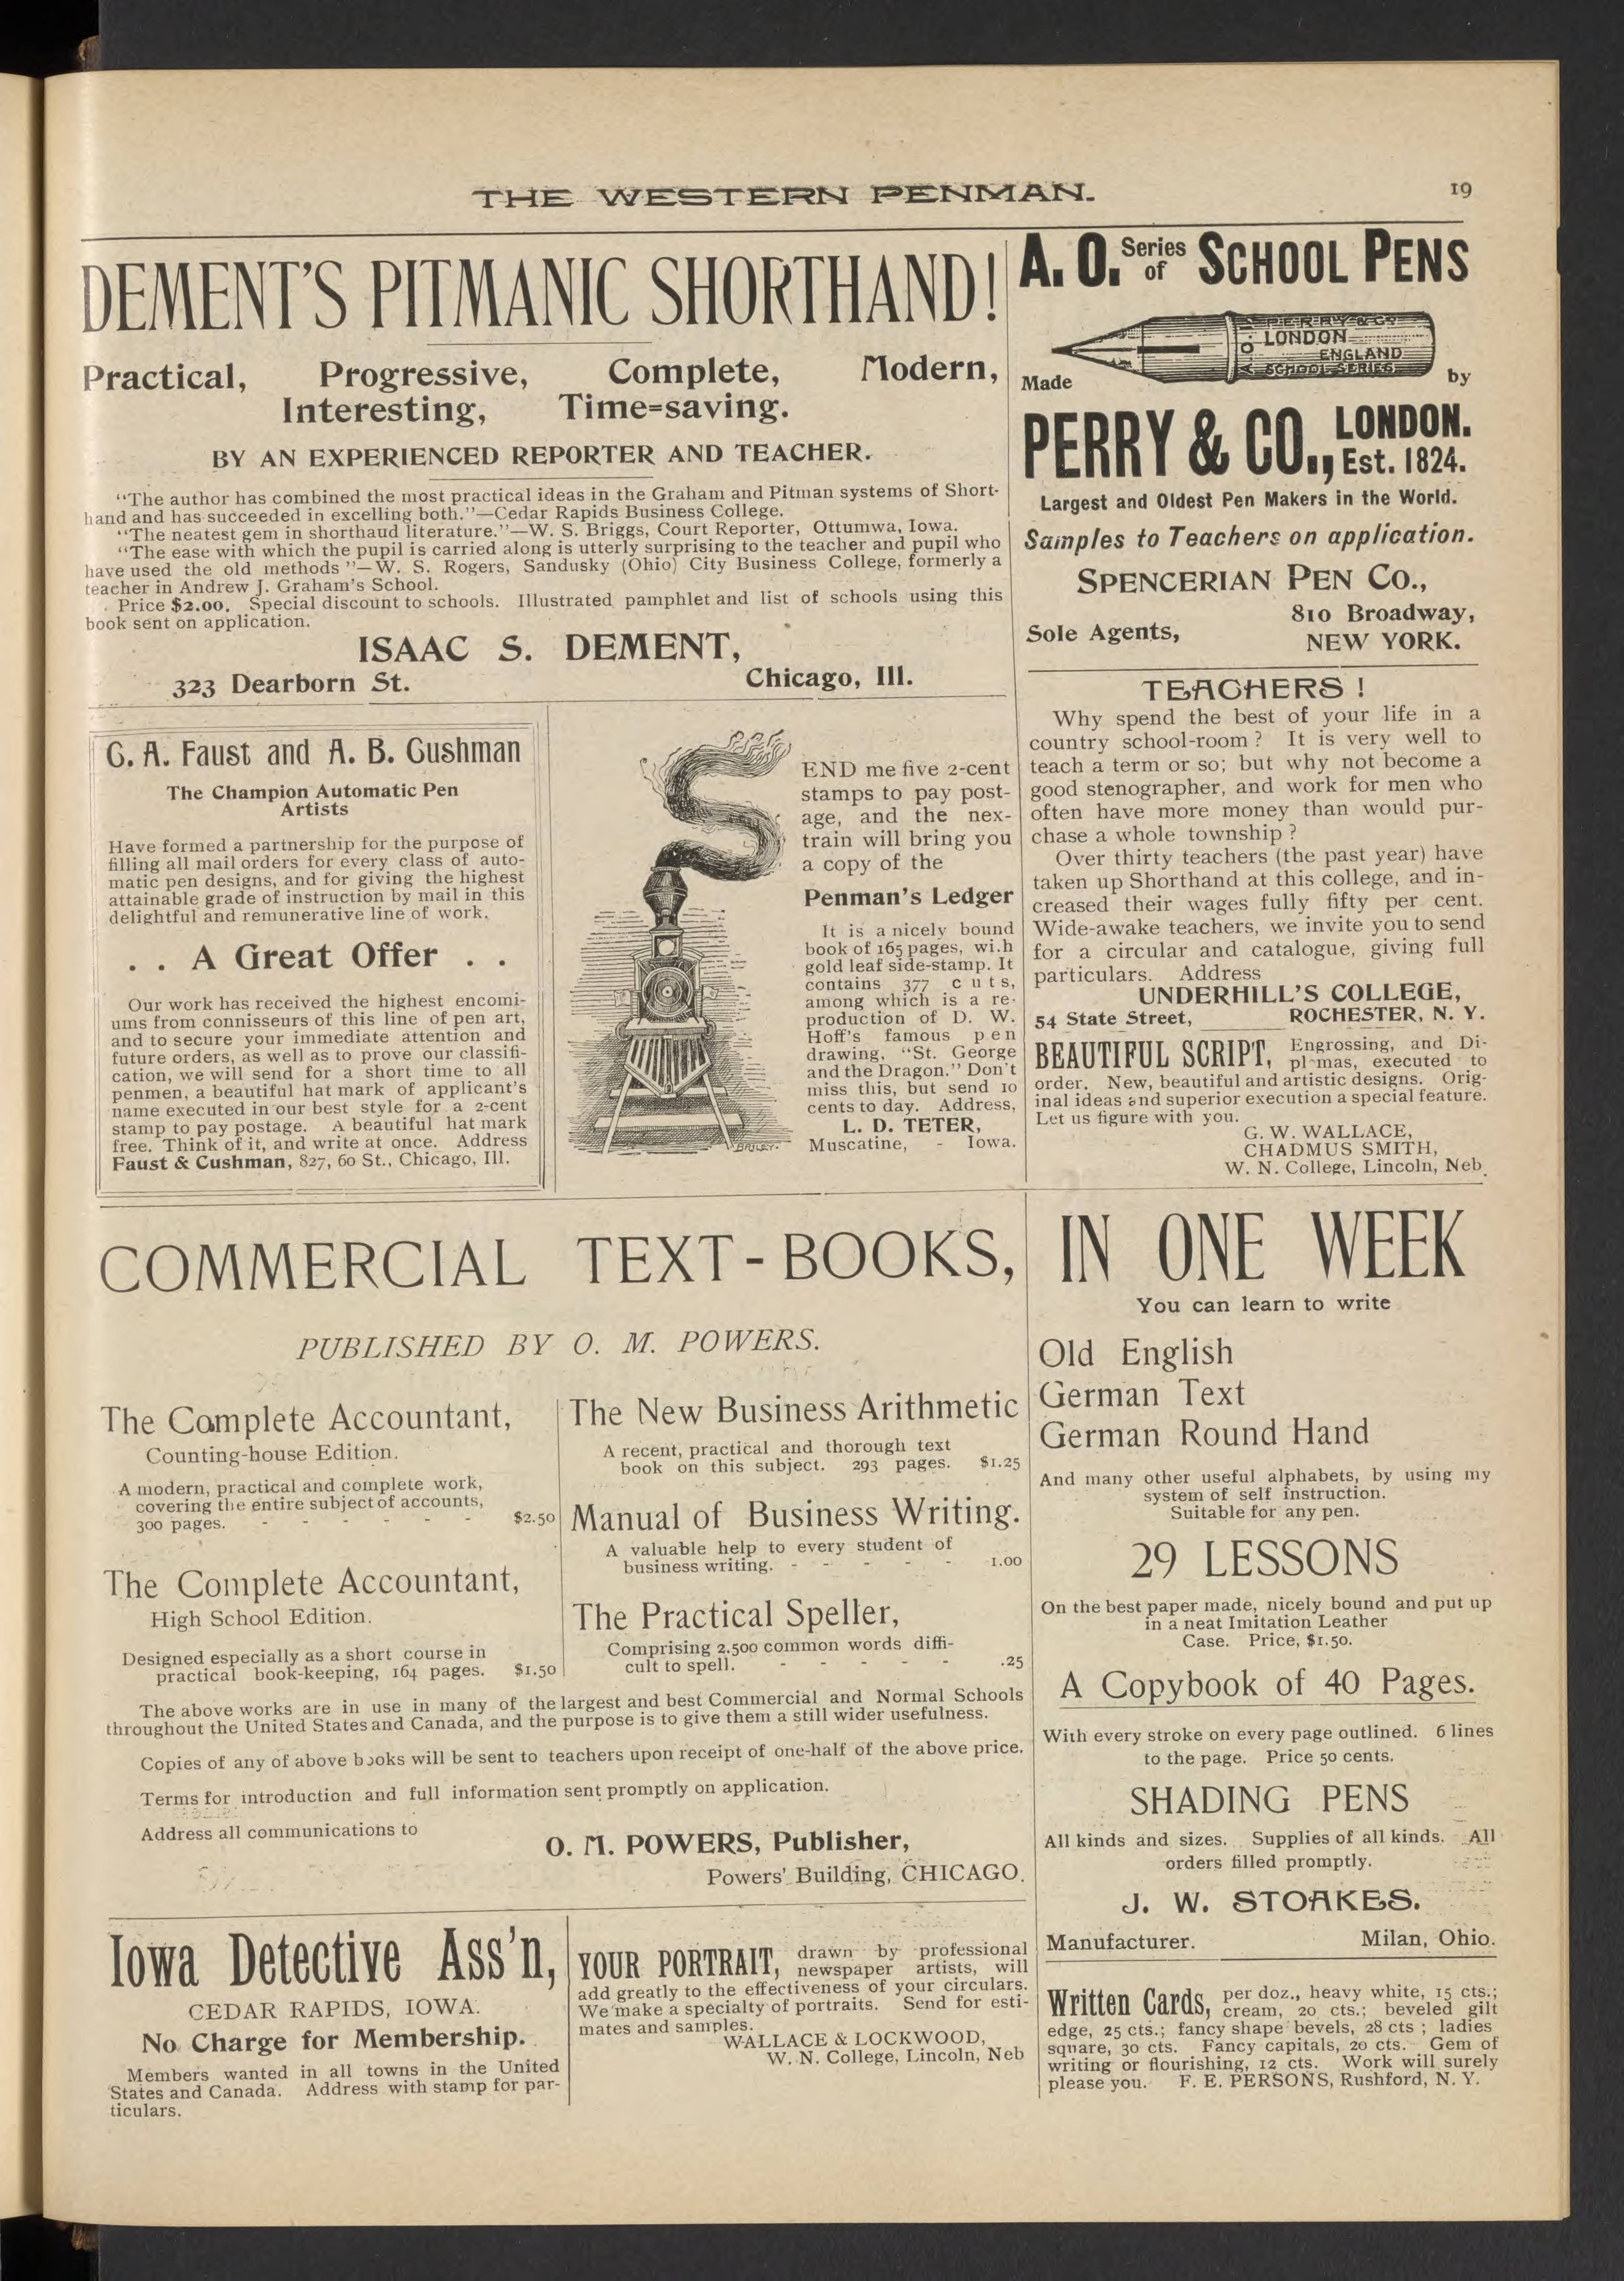 THE WESTERN PENMAN.
19
DEMENT'S PITMANIC SHORTHAND!
Practical, Progressive, Complete, Modern,
Interesting, Time=saving.
BY AN EXPERIENCED REPORTER AND TEACHER.
"The author has combined the most practical ideas in the Graham and Pitman systems of Short-
hand and has succeeded in excelling both."—Cedar Rapids Business College.
"The neatest gem in shorthaud literature."—W. S. Briggs, Court Reporter, Ottumwa, Iowa.
"The ease with which the pupil is carried along is utterly surprising to the teacher and pupil who
have used the old methods"—W. S. Rogers, Sandusky (Ohio) City Business College, formerly a
teacher in Andrew J. Graham's School.
Price $2.00. Special discount to schools. Illustrated pamphlet and list of schools using this
book sent on application.
ISAAC S. DEMENT,
323 Dearborn St. Chicago, Ill.
A. O. Series of SCHOOL PENS
PERRY & CO
LONDON
ENGLAND
A O SCHOOL SERIES
Made by
PERRY & CO., LONDON.
Est. 1824.
Largest and Oldest Pen Makers in the World.
Samples to Teachers on application.
SPENCERIAN PEN CO.,
810 Broadway,
Sole Agents, NEW YORK.
C. A. Faust and A. B. Cushman
The Champion Automatic Pen
Artists
Have formed a partnership for the purpose of
filling all mail orders for every class of auto-
matic pen designs, and for giving the highest
attainable grade of instruction by mail in this
delightful and remunerative line of work.
. . A Great Offer . .
Our work has received the highest encomi-
ums from connisseurs of this line of pen art,
and to secure your immediate attention and
future orders, as well as to prove our classifi-
cation, we will send for a short time to all
penmen, a beautiful hat mark of applicant's
name executed in our best style for a 2-cent
stamp to pay postage. A beautiful hat mark
free. Think of it, and write at once. Address
Faust & Cushman, 827, 60 St., Chicago, Ill.
SEND me five 2-cent
stamps to pay post-
age, and the nex-
train will bring you
a copy of the
Penman's Ledger
It is a nicely bound
book of 165 pages, wi.h
gold leaf side-stamp. It
contains 377 cuts,
among which is a re-
production of D. W.
Hoff's famous pen
drawing, "St. George
and the Dragon." Don't
miss this, but send 10
cents to day. Address,
L. D. TETER,
Muscatine, - Iowa.
BAILEY
TEACHERS!
Why spend the best of your life in a
country school-room? It is very well to
teach a term or so; but why not become a
good stenographer, and work for men who
often have more money than would pur-
chase a whole township?
Over thirty teachers (the past year) have
taken up Shorthand at this college, and in-
creased their wages fully fifty per cent.
Wide-awake teachers, we invite you to send
for a circular and catalogue, giving full
particulars. Address
UNDERHILL'S COLLEGE,
54 State Street, ROCHESTER, N. Y.
BEAUTIFUL SCRIPT, Engrossing, and Di-
pl mas, executed to
order. New, beautiful and artistic designs. Orig-
inal ideas and superior execution a special feature.
Let us figure with you.
G. W. WALLACE,
CHADMUS SMITH,
W. N. College, Lincoln, Neb.
COMMERCIAL TEXT-BOOKS,
PUBLISHED BY O. M. POWERS.
The Complete Accountant,
Counting-house Edition.
A modern, practical and complete work,
covering the entire subject of accounts,
300 pages. - - - - - - $2.50
The Complete Accountant,
High School Edition.
Designed especially as a short course in
practical book-keeping, 164 pages. $1.50
The New Business Arithmetic
A recent, practical and thorough text
book on this subject. 293 pages. $1.25
Manual of Business Writing.
A valuable help to every student of
business writing. - - - - - 1.00
The Practical Speller,
Comprising 2,500 common words diffi-
cult to spell. - - - - - .25
The above works are in use in many of the largest and best Commercial and Normal Schools
throughout the United States and Canada, and the purpose is to give them a still wider usefulness.
Copies of any of above books will be sent to teachers upon receipt of one-half of the above price.
Terms for introduction and full information sent promptly on application.
Address all communications to
O. M. POWERS, Publisher,
Powers' Building, CHICAGO.
IN ONE WEEK
You can learn to write
Old English
German Text
German Round Hand
And many other useful alphabets, by using my
system of self instruction.
Suitable for any pen.
29 LESSONS
On the best paper made, nicely bound and put up
in a neat Imitation Leather
Case. Price, $1.50.
A Copybook of 40 Pages.
With every stroke on every page outlined. 6 lines
to the page. Price 50 cents.
SHADING PENS
All kinds and sizes. Supplies of all kinds. All
orders filled promptly.
J. W. STOAKES.
Manufacturer. Milan, Ohio.
Iowa Detective Ass'n,
CEDAR RAPIDS, IOWA.
No Charge for Membership.
Members wanted in all towns in the United
States and Canada. Address with stamp for par-
ticulars.
YOUR PORTRAIT, drawn by professional
newspaper artists, will
add greatly to the effectiveness of your circulars.
We make a specialty of portraits. Send for esti-
mates and samples.
WALLACE & LOCKWOOD,
W. N. College, Lincoln, Neb
Written Cards, per doz., heavy white, 15 cts.;
cream, 20 cts.; beveled gilt
edge, 25 cts.; fancy shape bevels, 28 cts; ladies
square, 30 cts. Fancy capitals, 20 cts. Gem of
writing or flourishing, 12 cts. Work will surely
please you. F. E. PERSONS, Rushford, N. Y.